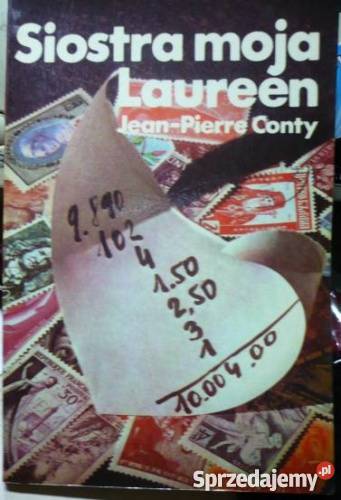 Siostra moja
Laureen
Jean-Pierre Conty
9.890
102
4
1.50
2,50
3
1
10.004.00
Sprzedajemy.pl